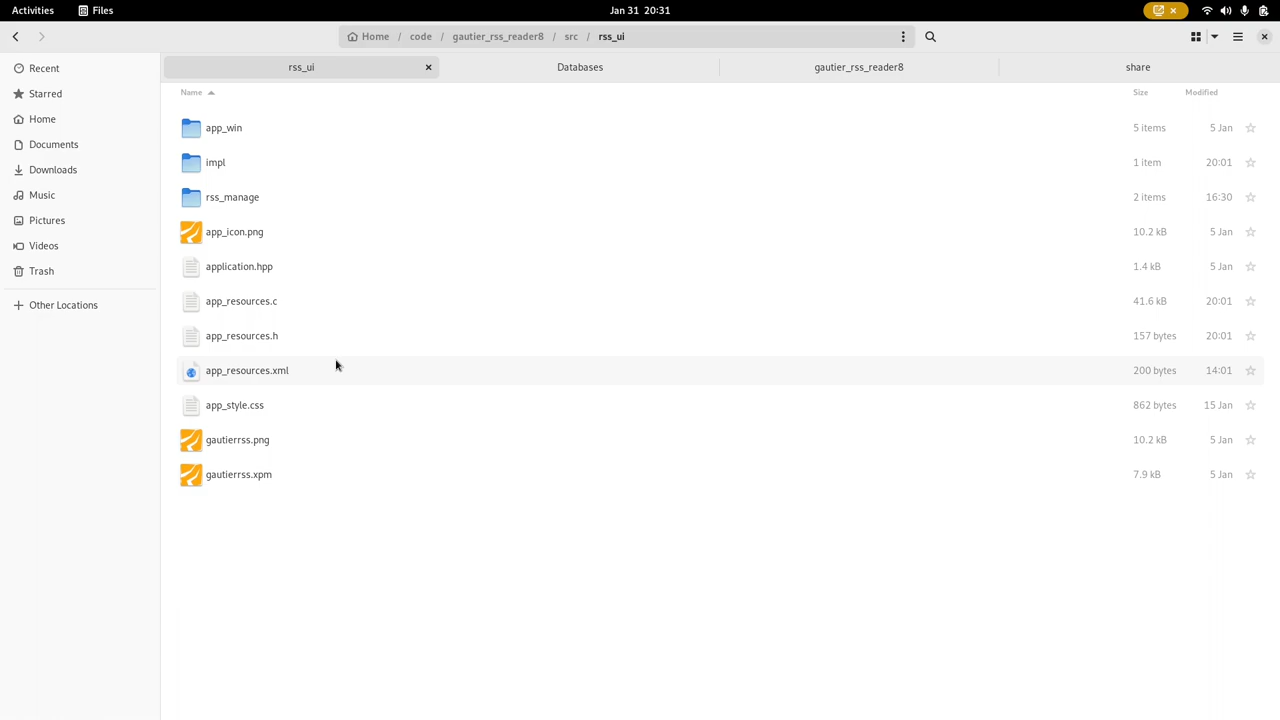 Activities Files Jan 31 20:31
Home / code / gautier_rss_reader8 / src / rss_ui
rss_ui Databases gautier_rss_reader8 share
Recent
Starred
Home
Documents
Downloads
Music
Pictures
Videos
Trash
Other Locations
Name Size Modified
app_win 5 items 5 Jan
impl 1 item 20:01
rss_manage 2 items 16:30
app_icon.png 10.2 kB 5 Jan
application.hpp 1.4 kB 5 Jan
app_resources.c 41.6 kB 20:01
app_resources.h 157 bytes 20:01
app_resources.xml 200 bytes 14:01
app_style.css 862 bytes 15 Jan
gautierrss.png 10.2 kB 5 Jan
gautierrss.xpm 7.9 kB 5 Jan